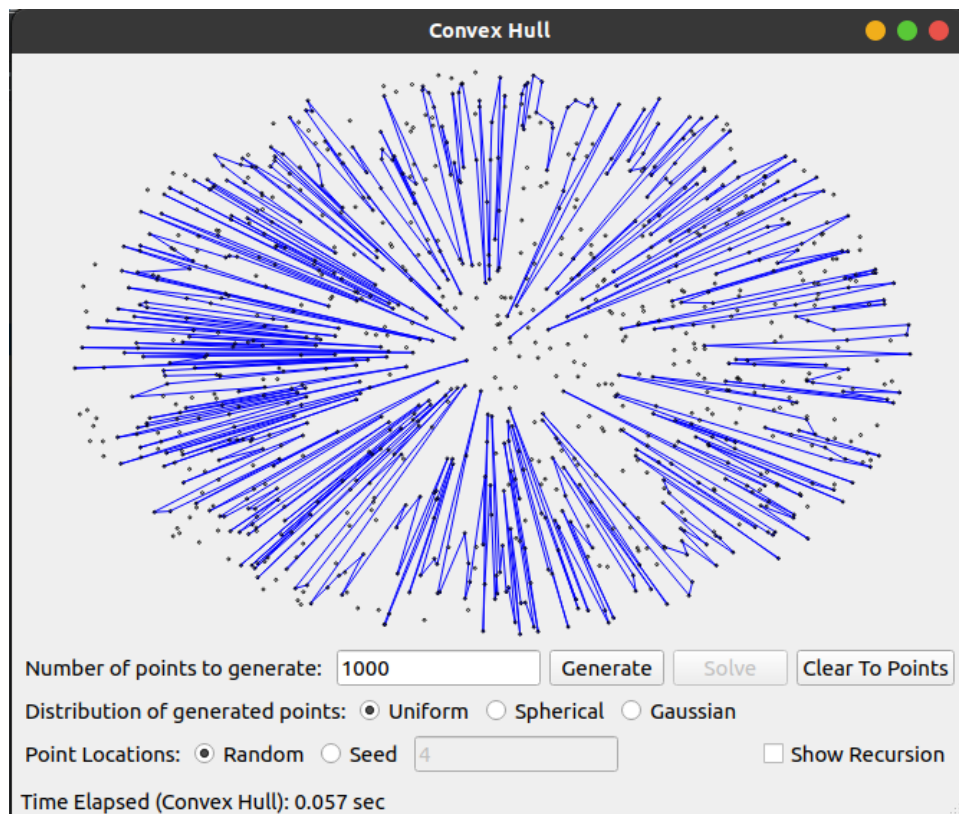 Convex Hull
Number of points to generate: 1000 Generate Solve Clear To Points
Distribution of generated points: Uniform Spherical Gaussian
Point Locations: Random Seed 4 Show Recursion
Time Elapsed (Convex Hull): 0.057 sec